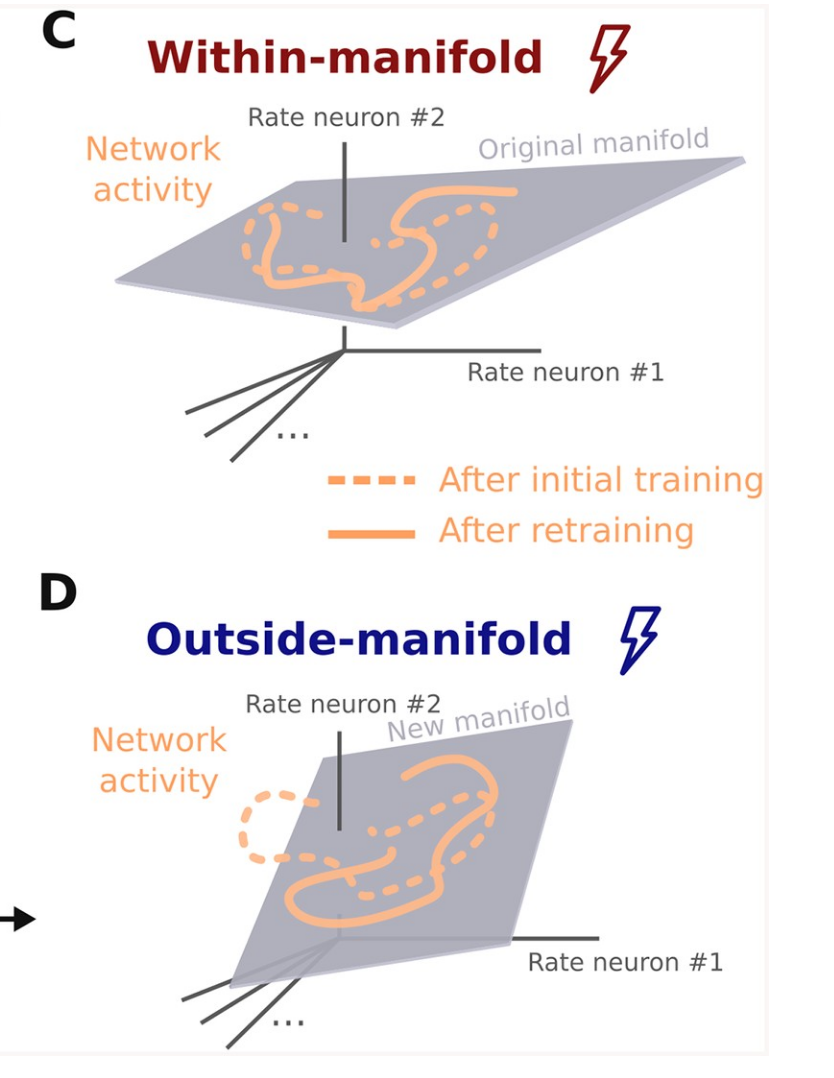 C
Within-manifold
Rate neuron #2
Network
activity
Original manifold
Rate neuron #1
...
After initial training
After retraining
D
Outside-manifold
Rate neuron #2
New manifold
Network
activity
Rate neuron #1
...